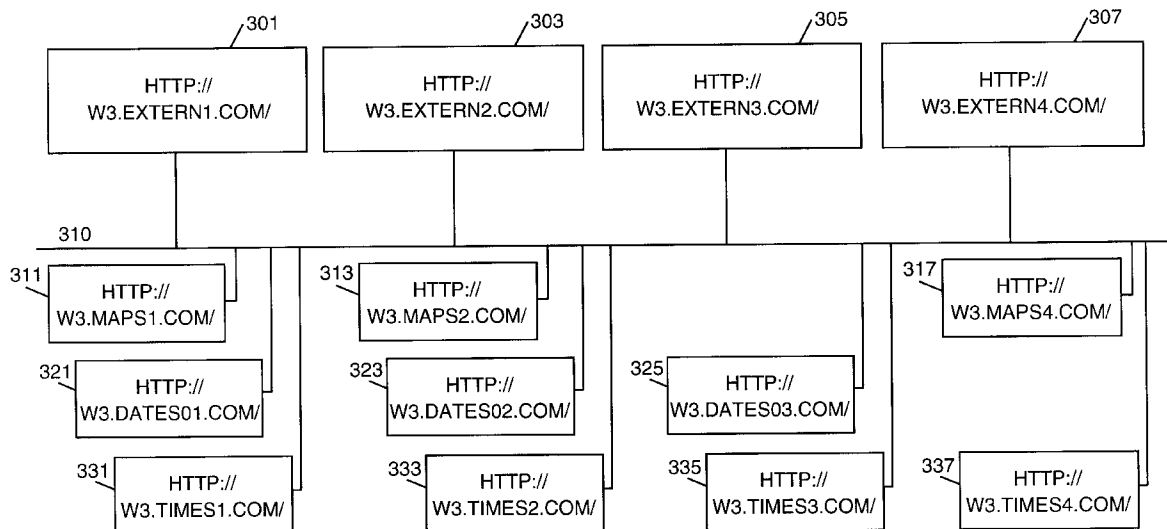 301
303
305
307
HTTP://
W3.EXTERN1.COM/
HTTP://
W3.EXTERN2.COM/
HTTP://
W3.EXTERN3.COM/
HTTP://
W3.EXTERN4.COM/
310
311
HTTP://
W3.MAPS1.COM/
313
HTTP://
W3.MAPS2.COM/
317
HTTP://
W3.MAPS4.COM/
321
HTTP://
W3.DATES01.COM/
323
HTTP://
W3.DATES02.COM/
325
HTTP://
W3.DATES03.COM/
331
HTTP://
W3.TIMES1.COM/
333
HTTP://
W3.TIMES2.COM/
335
HTTP://
W3.TIMES3.COM/
337
HTTP://
W3.TIMES4.COM/